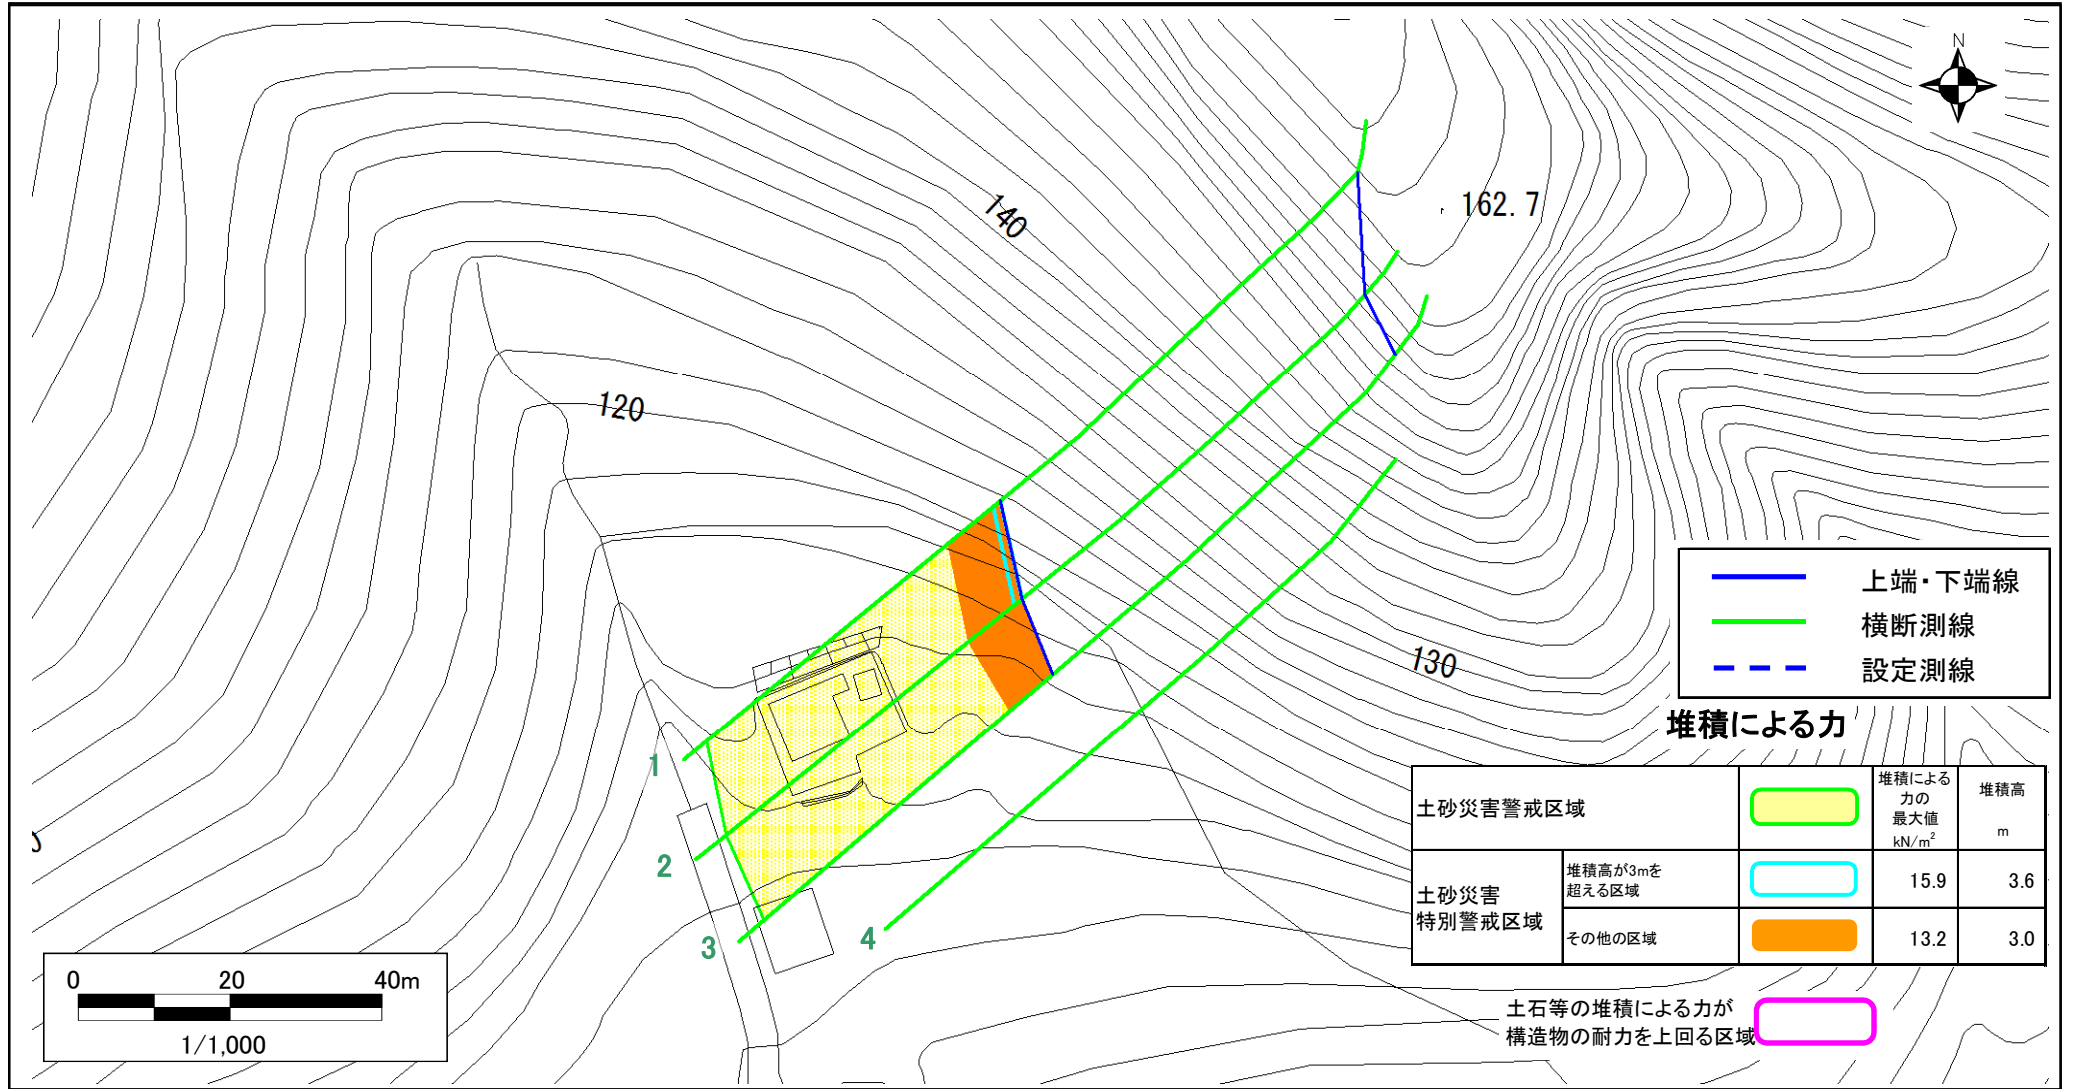 N
162.7
140
120
130
1
2
3
4
上端・下端線
横断測線
設定測線
堆積による力
土砂災害警戒区域
堆積による
力の
最大値
kN/m²
堆積高
m
土砂災害
特別警戒区域
堆積高が3mを
超える区域
15.9
3.6
その他の区域
13.2
3.0
土石等の堆積による力が
構造物の耐力を上回る区域
0 20 40m
1/1,000